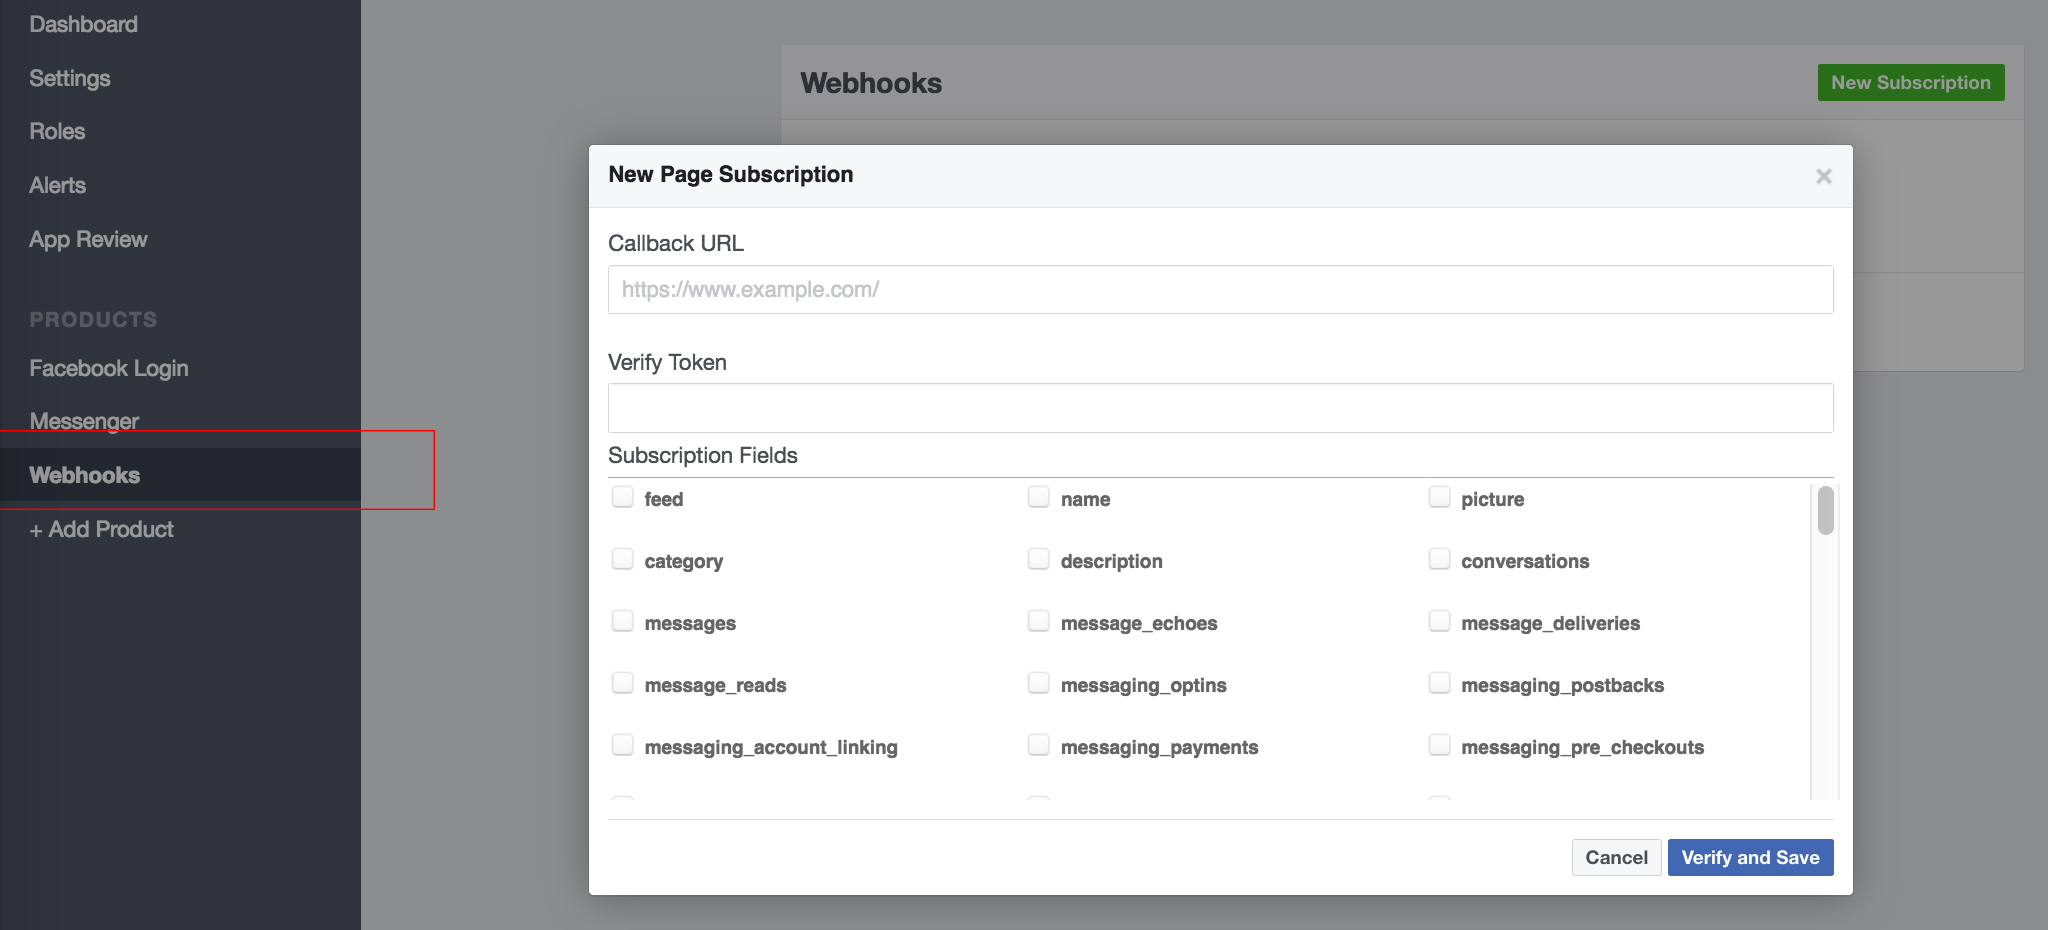 Dashboard
Settings
Roles
Alerts
App Review
PRODUCTS
Facebook Login
Messenger
Webhooks
+ Add Product
Webhooks
New Subscription
New Page Subscription
×
Callback URL
https://www.example.com/
Verify Token
Subscription Fields
feed name picture
category description conversations
messages message_echoes message_deliveries
message_reads messaging_optins messaging_postbacks
messaging_account_linking messaging_payments messaging_pre_checkouts
Cancel Verify and Save